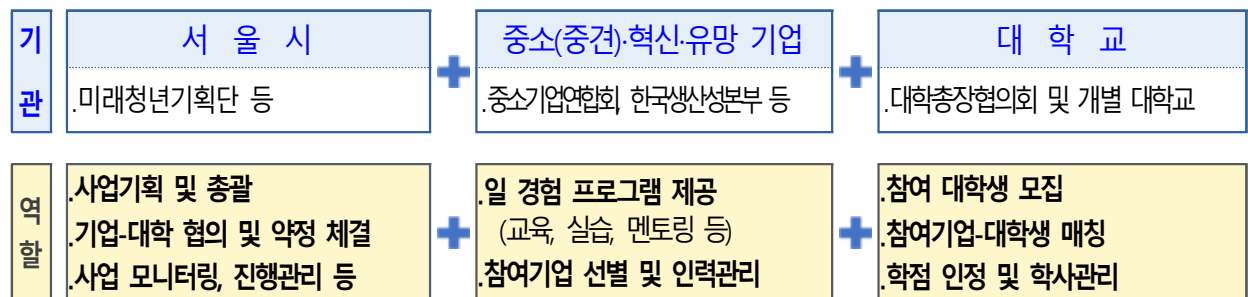 기관
서 울 시
중소(중견)·혁신·유망 기업
대 학 교
.미래청년기획단 등
.중소기업연합회, 한국생산성본부 등
.대학총장협의회 및 개별 대학교
역할
.사업기획 및 총괄
.기업-대학 협의 및 약정 체결
.사업 모니터링, 진행관리 등
.일 경험 프로그램 제공
(교육, 실습, 멘토링 등)
.참여기업 선별 및 인력관리
.참여 대학생 모집
.참여기업-대학생 매칭
.학점 인정 및 학사관리